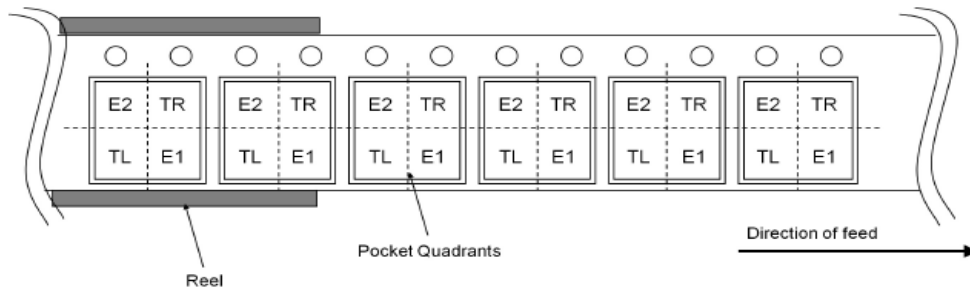 E2 TR E2 TR E2 TR E2 TR E2 TR E2 TR
TL E1 TL E1 TL E1 TL E1 TL E1 TL E1
Direction of feed
Pocket Quadrants
Reel